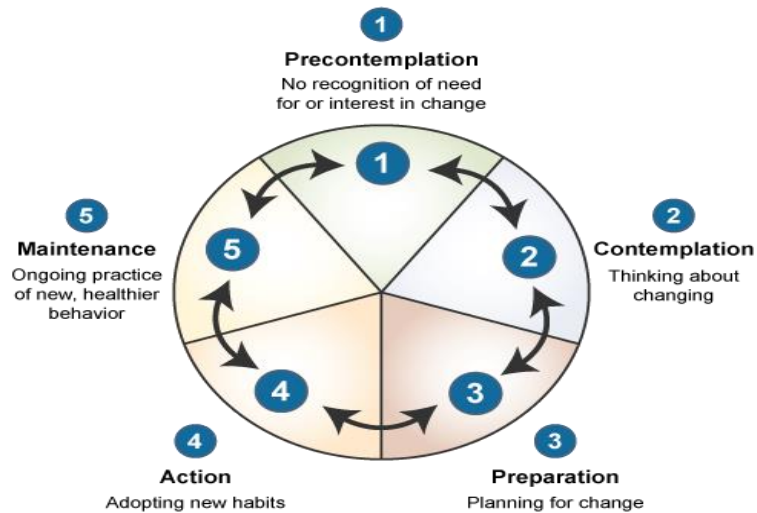 1
Precontemplation
No recognition of need
for or interest in change
1
5
Maintenance
Ongoing practice
of new, healthier
behavior
5
2
2
Contemplation
Thinking about
changing
4
3
4
Action
Adopting new habits
3
Preparation
Planning for change